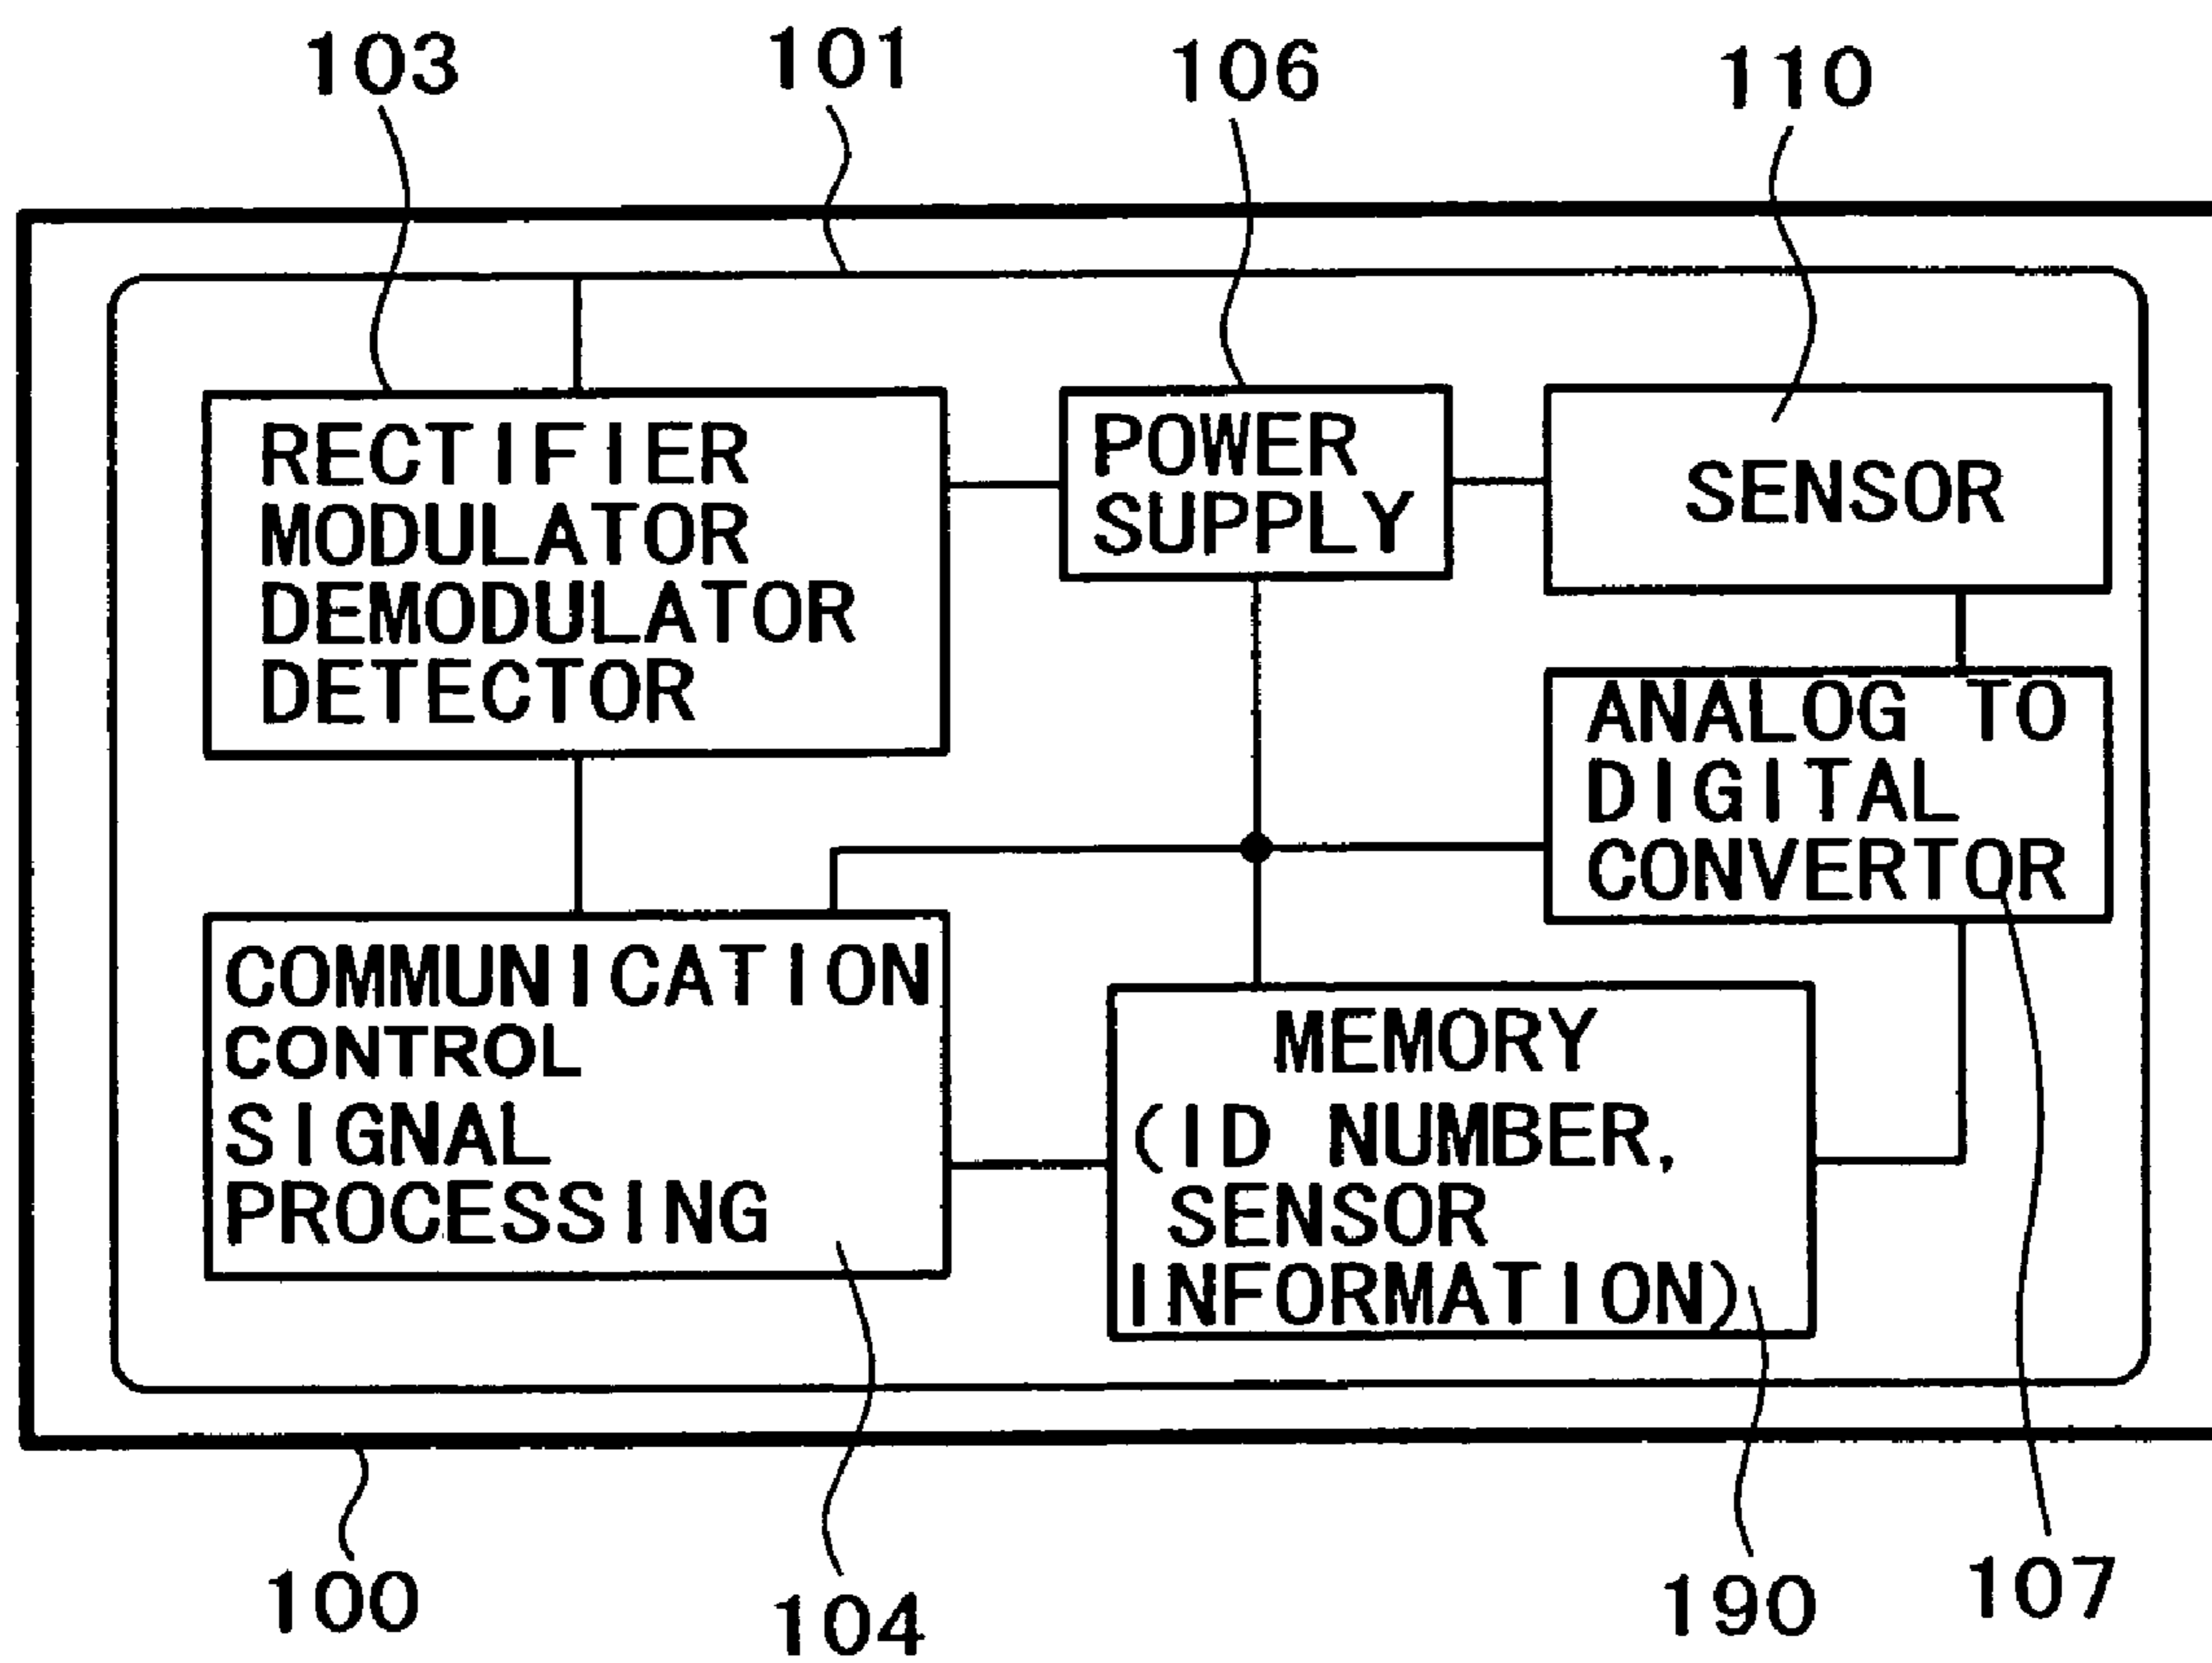 103
101
106
110
RECTIFIER
MODULATOR
DEMODULATOR
DETECTOR
POWER
SUPPLY
SENSOR
ANALOG TO
DIGITAL
CONVERTOR
COMMUNICATION
CONTROL
SIGNAL
PROCESSING
MEMORY
(ID NUMBER,
SENSOR
INFORMATION)
100
104
190
107